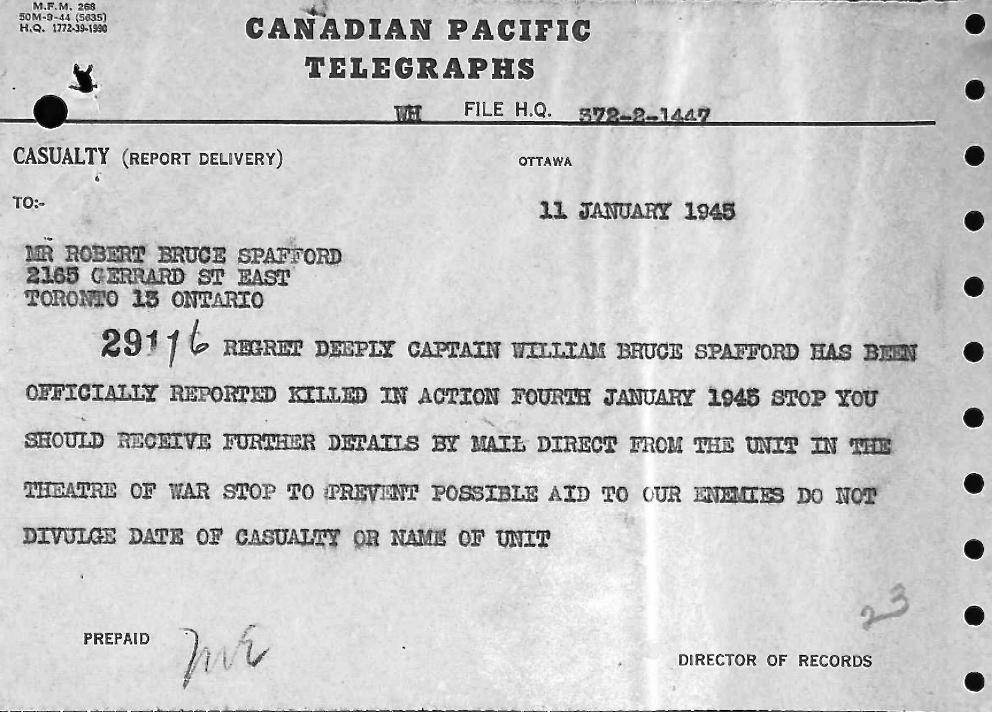 M.F.M. 268
50M-9-44 (5635)
H.Q. 1772-39-1990
CANADIAN PACIFIC
TELEGRAPHS
WH FILE H.Q. 372-2-1447
CASUALTY (REPORT DELIVERY) OTTAWA
TO:- 11 JANUARY 1945
MR ROBERT BRUCE SPAFFORD
2165 GERRARD ST EAST
TORONTO 13 ONTARIO
29116 REGRET DEEPLY CAPTAIN WILLIAM BRUCE SPAFFORD HAS BEEN
OFFICIALLY REPORTED KILLED IN ACTION FOURTH JANUARY 1945 STOP YOU
SHOULD RECEIVE FURTHER DETAILS BY MAIL DIRECT FROM THE UNIT IN THE
THEATRE OF WAR STOP TO PREVENT POSSIBLE AID TO OUR ENEMIES DO NOT
DIVULGE DATE OF CASUALTY OR NAME OF UNIT
23
PREPAID
DIRECTOR OF RECORDS